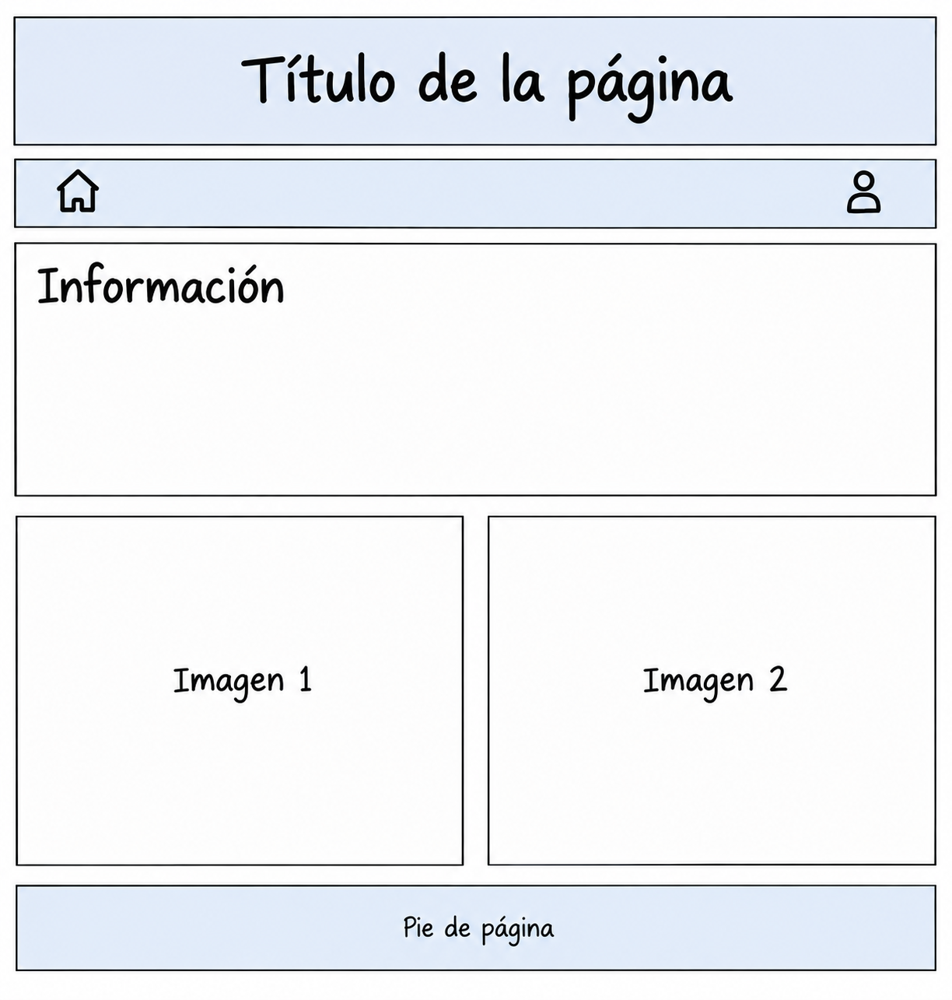 Título de la página
Información
Imagen 1
Imagen 2
Pie de página